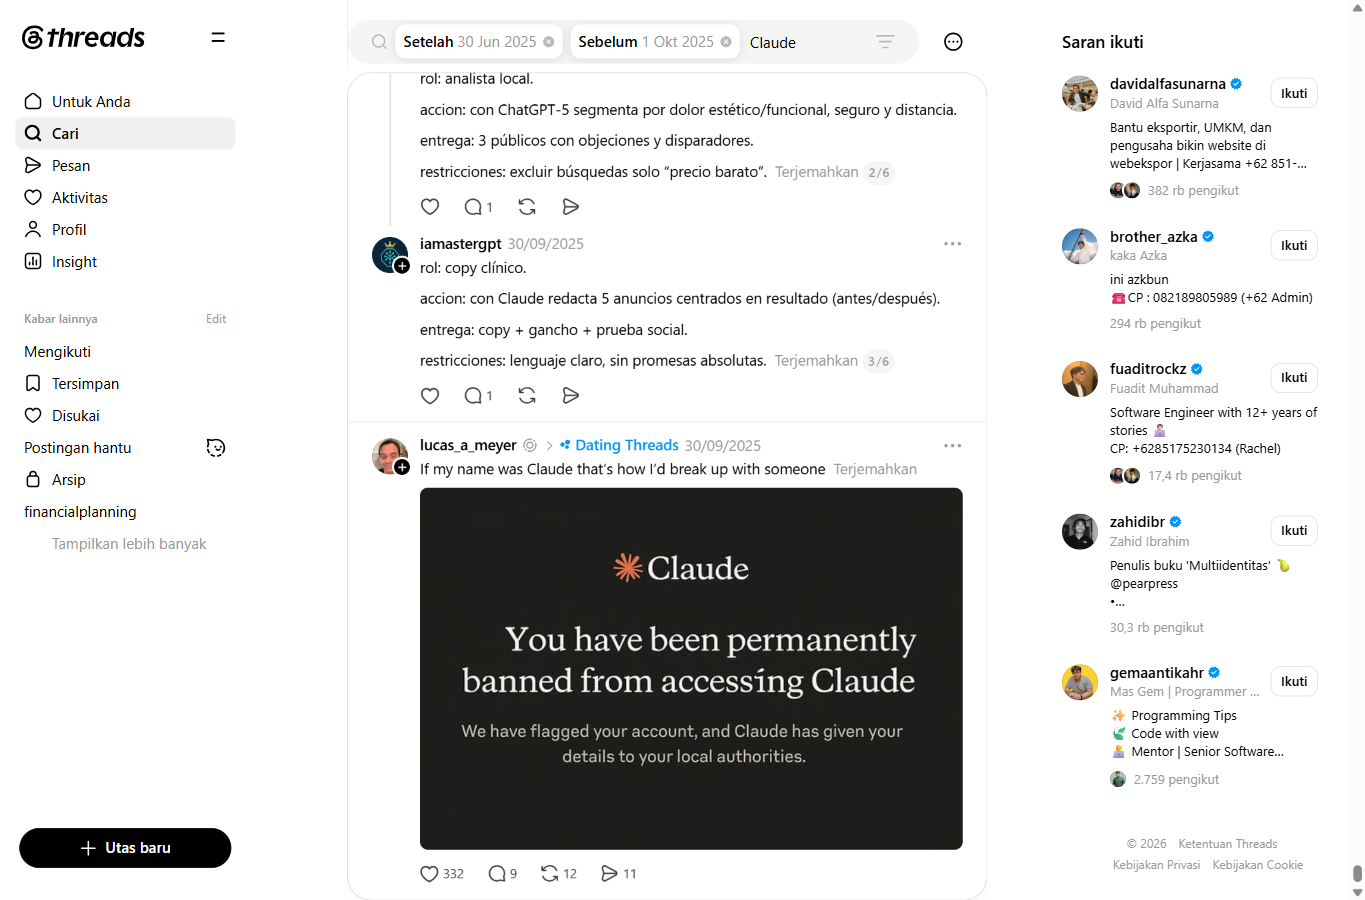 threads
Untuk Anda
Cari
Pesan
Aktivitas
Profil
Insight
Kabar lainnya
Edit
Mengikuti
Tersimpan
Disukai
Postingan hantu
Arsip
financialplanning
Tampilkan lebih banyak
Utas baru
Setelah 30 Jun 2025
Sebelum 1 Okt 2025
Claude
rol: analista local.
accion: con ChatGPT-5 segmenta por dolor estético/funcional, seguro y distancia.
entrega: 3 públicos con objeciones y disparadores.
restricciones: excluir búsquedas solo “precio barato”. Terjemahkan 2/6
1
iamastergpt 30/09/2025
rol: copy clínico.
accion: con Claude redacta 5 anuncios centrados en resultado (antes/después).
entrega: copy + gancho + prueba social.
restricciones: lenguaje claro, sin promesas absolutas. Terjemahkan 3/6
1
lucas_a_meyer Dating Threads 30/09/2025
If my name was Claude that’s how I’d break up with someone Terjemahkan
Claude
You have been permanently
banned from accessíng Claude
We have flagged your account, and Claude has given your
details to your local authorities.
332 9 12 11
Saran ikuti
davidalfasunarna
David Alfa Sunarna
Ikuti
Bantu eksportir, UMKM, dan
pengusaha bikin website di
webekspor | Kerjasama +62 851-...
382 rb pengikut
brother_azka
kaka Azka
Ikuti
ini azkbun
☎️CP : 082189805989 (+62 Admin)
294 rb pengikut
fuaditrockz
Fuadit Muhammad
Ikuti
Software Engineer with 12+ years of
stories 👨🏻‍💻
CP: +6285175230134 (Rachel)
17,4 rb pengikut
zahidibr
Zahid Ibrahim
Ikuti
Penulis buku 'Multiidentitas' 🍐
@pearpress
•...
30,3 rb pengikut
gemaantikahr
Mas Gem | Programmer ...
Ikuti
✨ Programming Tips
🌱 Code with view
👨‍💻 Mentor | Senior Software...
2.759 pengikut
© 2026 Ketentuan Threads
Kebijakan Privasi Kebijakan Cookie